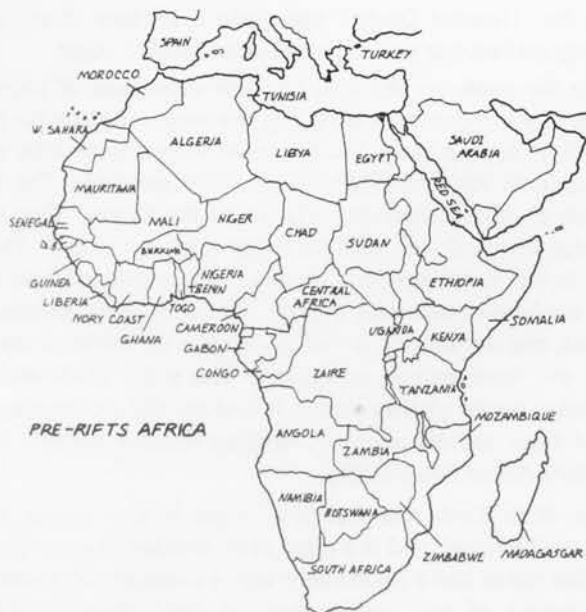 SPAIN
TURKEY
MOROCCO
TUNISIA
W. SAHARA
ALGERIA
LIBYA
EGYPT
SAUDI
ARABIA
RED SEA
MAURITANIA
MALI
NIGER
CHAD
SUDAN
SENEGAL
BURKINA
NIGERIA
BENIN
ETHIOPIA
GUINEA
LIBERIA
IVORY COAST
TOGO
GHANA
CENTRAL
AFRICA
CAMEROON
GABON
CONGO
UGANDA
KENYA
SOMALIA
ZAIRE
TANZANIA
PRE-RIFTS AFRICA
ANGOLA
ZAMBIA
MOZAMBIQUE
NAMIBIA
BOTSWANA
ZIMBABWE
MADAGASGAR
SOUTH AFRICA